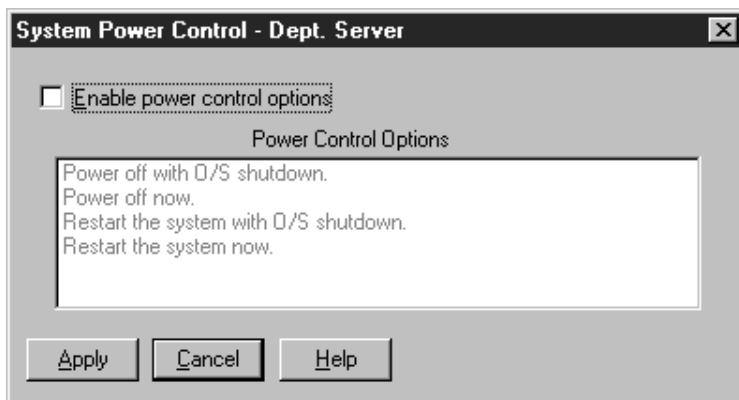 System Power Control - Dept. Server
Enable power control options
Power Control Options
Power off with O/S shutdown.
Power off now.
Restart the system with O/S shutdown.
Restart the system now.
Apply
Cancel
Help